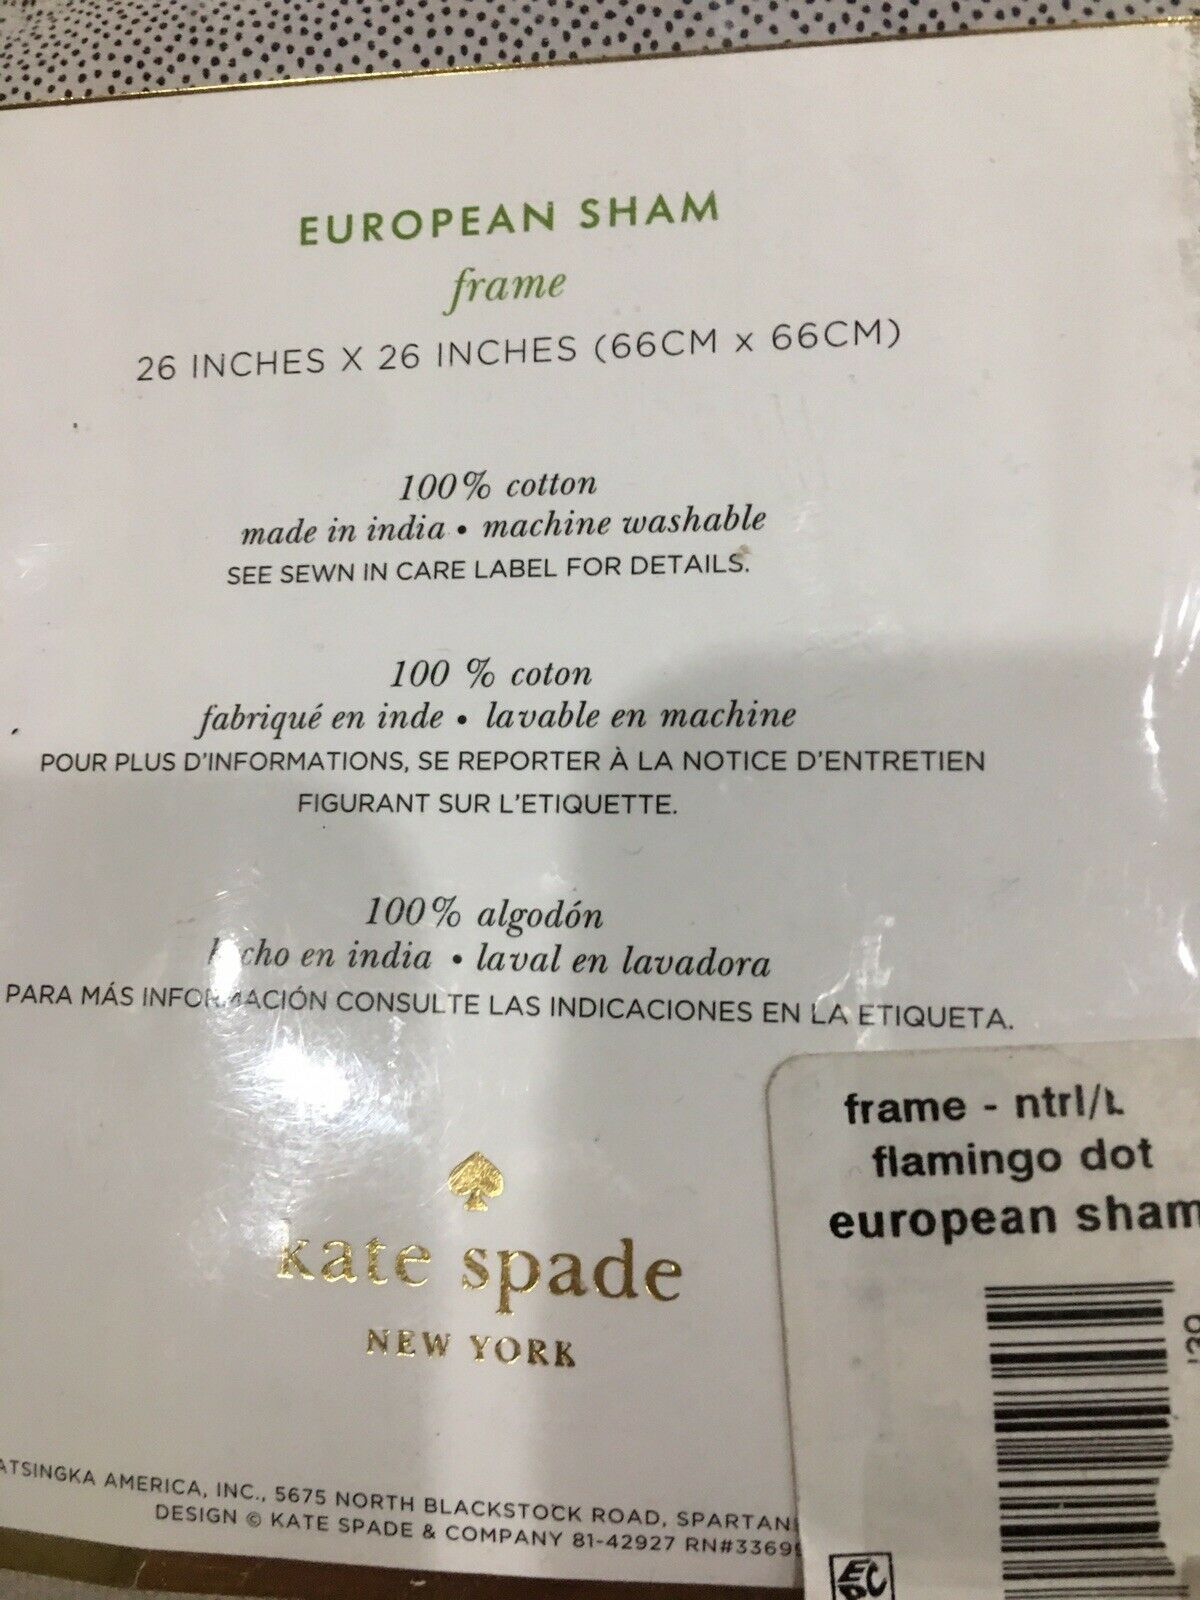 EUROPEAN SHAM
frame
26 INCHES X 26 INCHES (66CM x 66CM)
100% cotton
made in india • machine washable
SEE SEWN IN CARE LABEL FOR DETAILS.
100 % coton
fabriqué en inde • lavable en machine
POUR PLUS D'INFORMATIONS, SE REPORTER À LA NOTICE D'ENTRETIEN
FIGURANT SUR L'ETIQUETTE.
100% algodón
hecho en india • laval en lavadora
PARA MÁS INFORMACIÓN CONSULTE LAS INDICACIONES EN LA ETIQUETA.
kate spade
NEW YORK
AMERICA, INC., 5675 NORTH BLACKSTOCK ROAD,
DESIGN © KATE SPADE & COMPANY 81-42927
frame - ntrl/
flamingo dot
european sham